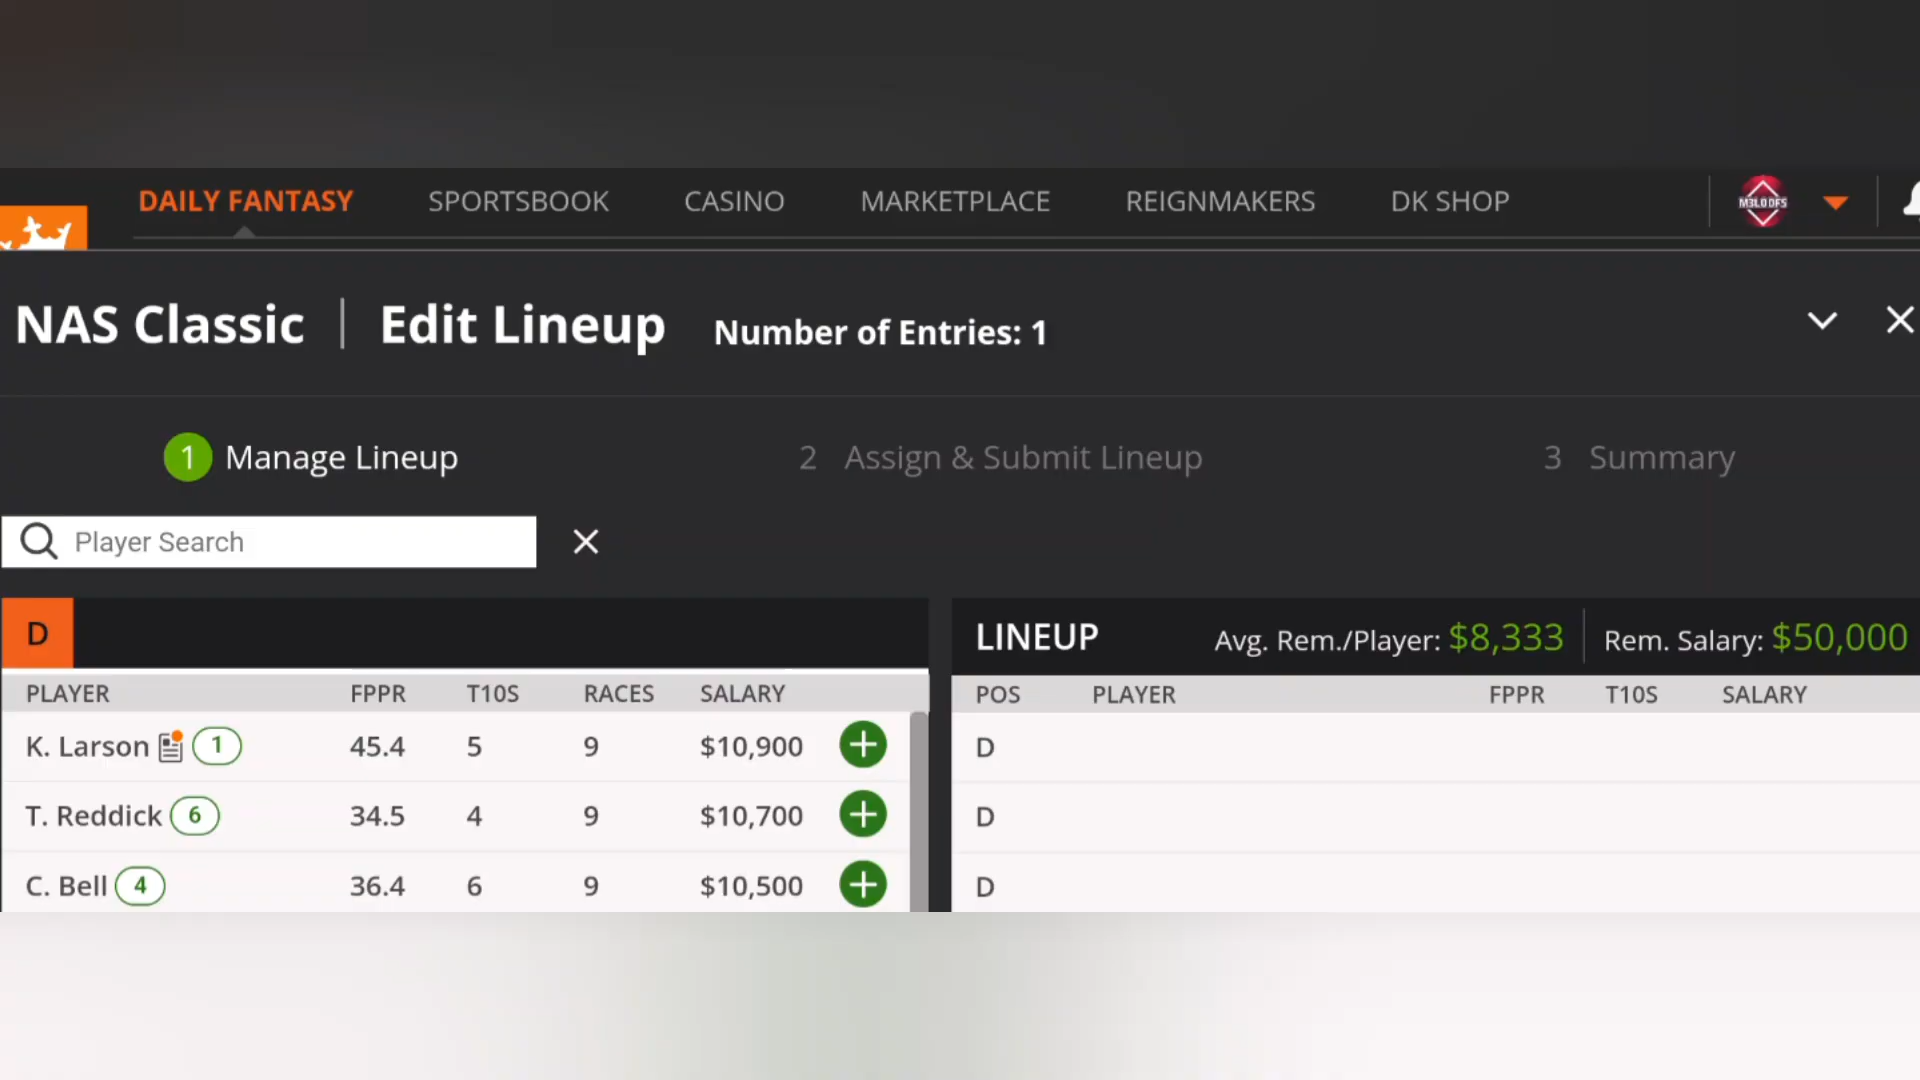 DAILY FANTASY SPORTSBOOK CASINO MARKETPLACE REIGNMAKERS DK SHOP M3LODFS
NAS Classic | Edit Lineup Number of Entries: 1
1 Manage Lineup 2 Assign & Submit Lineup 3 Summary
Player Search
D
PLAYER FPPR T10S RACES SALARY
K. Larson 1 45.4 5 9 $10,900
T. Reddick 6 34.5 4 9 $10,700
C. Bell 4 36.4 6 9 $10,500
LINEUP Avg. Rem./Player: $8,333 Rem. Salary: $50,000
POS PLAYER FPPR T10S SALARY
D
D
D